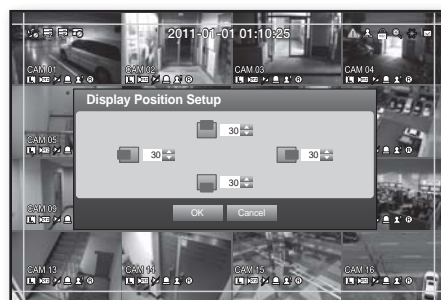 2011-01-01 01:10:25
CAM 01
CAM 02
CAM 03
CAM 04
Display Position Setup
30
CAM 05
30
30
30
CAM 09
OK
Cancel
CAM 13
CAM 14
CAM 15
CAM 16